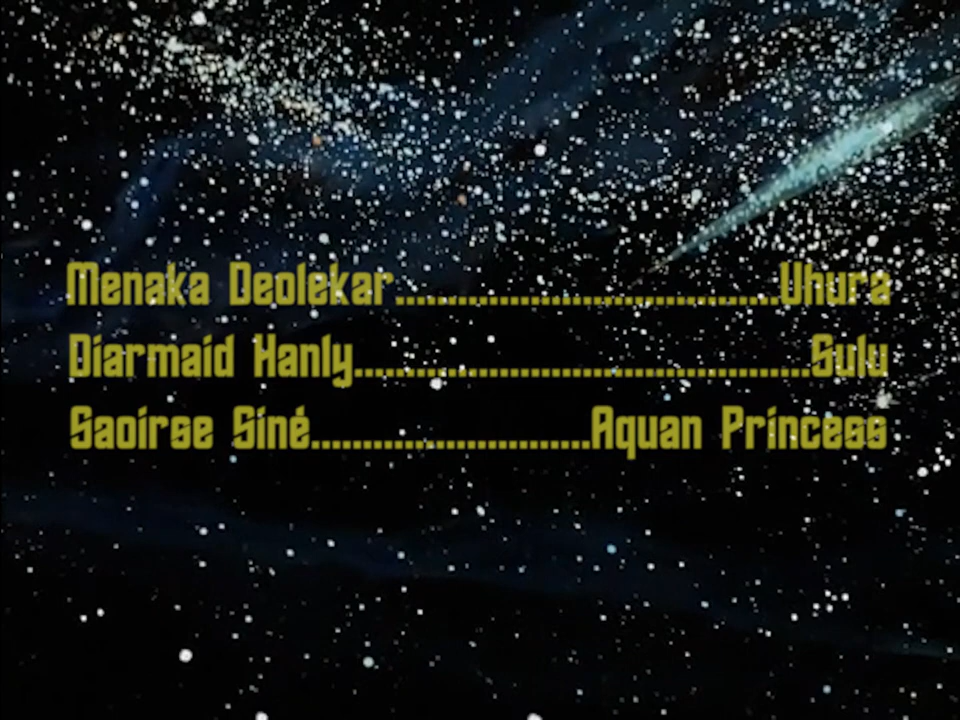 Menaka Deolekar.....................................Uhura
Diarmaid Hanly............................................Sulu
Saoirse Siné...........................Aquan Princess